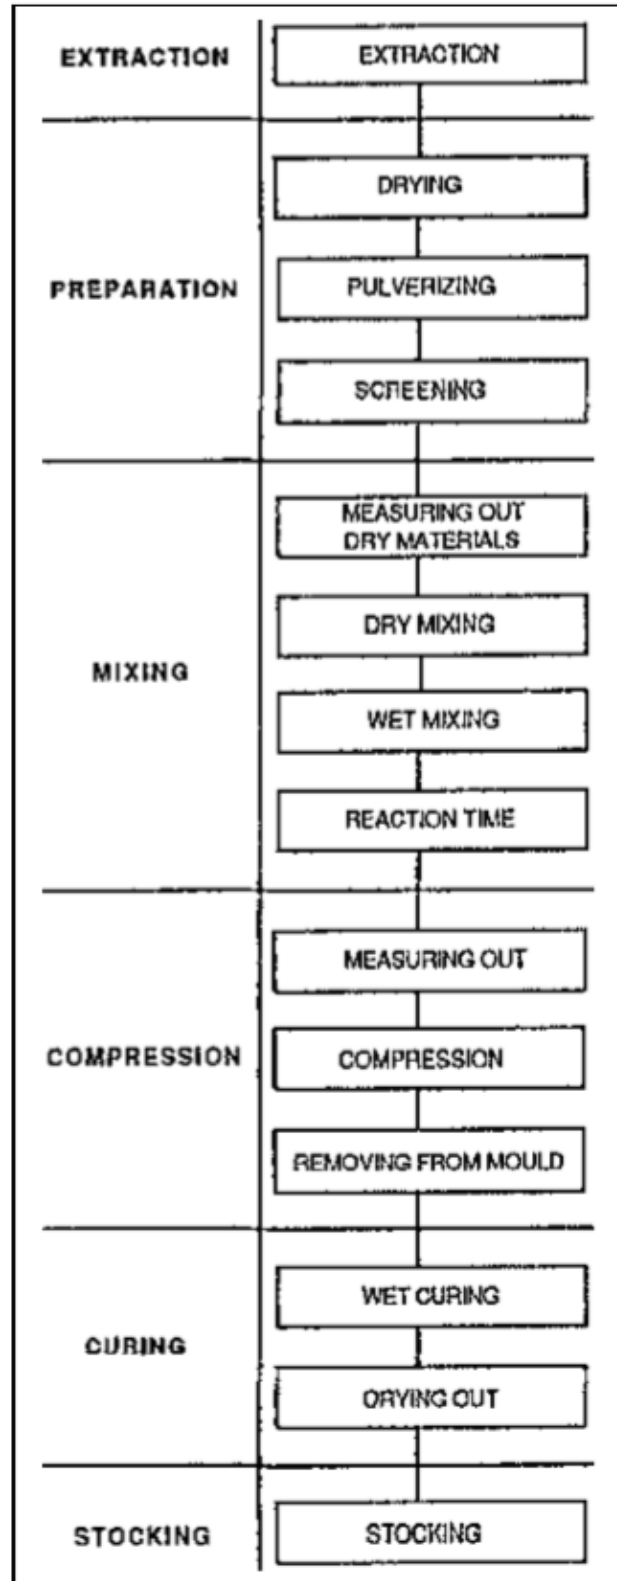 EXTRACTION
EXTRACTION
PREPARATION
DRYING
PULVERIZING
SCREENING
MIXING
MEASURING OUT
DRY MATERIALS
DRY MIXING
WET MIXING
REACTION TIME
COMPRESSION
MEASURING OUT
COMPRESSION
REMOVING FROM MOULD
CURING
WET CURING
DRYING OUT
STOCKING
STOCKING